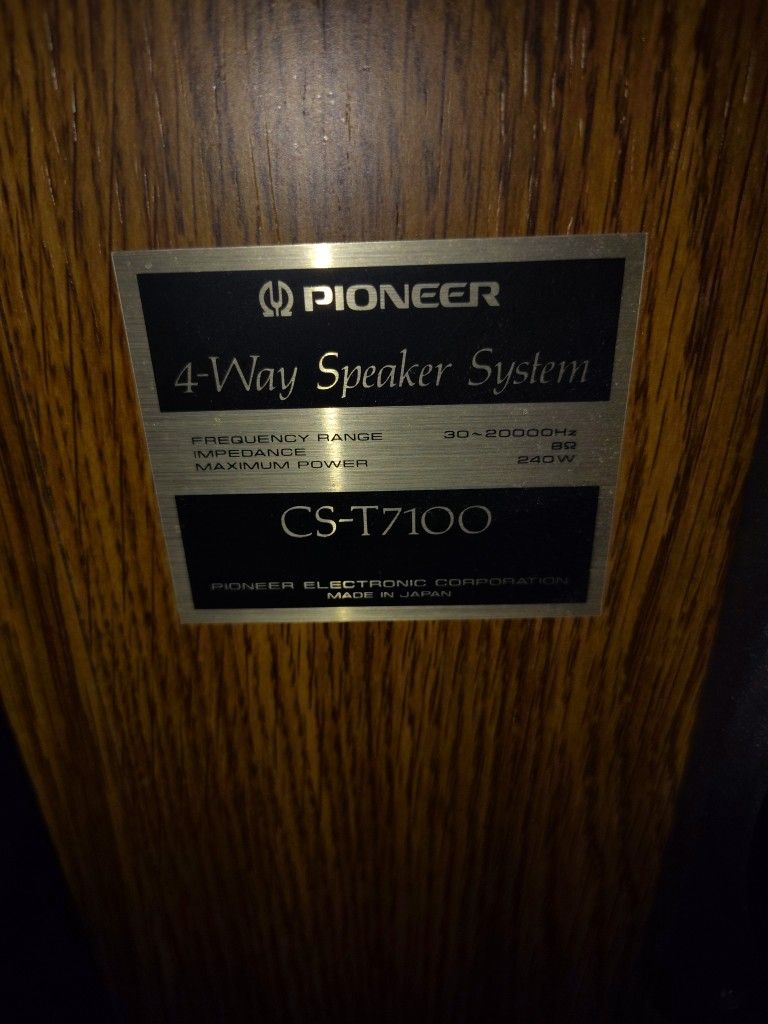 PIONEER
4-Way Speaker System
FREQUENCY RANGE 30~20000Hz
IMPEDANCE 8Ω
MAXIMUM POWER 240W
CS-T7100
PIONEER ELECTRONIC CORPORATION
MADE IN JAPAN